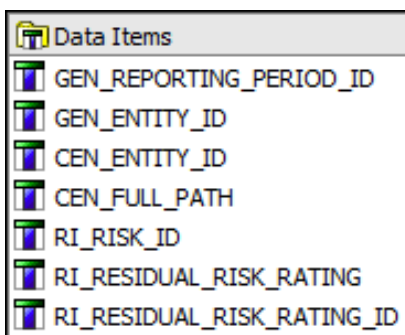 Data Items
GEN_REPORTING_PERIOD_ID
GEN_ENTITY_ID
CEN_ENTITY_ID
CEN_FULL_PATH
RI_RISK_ID
RI_RESIDUAL_RISK_RATING
RI_RESIDUAL_RISK_RATING_ID